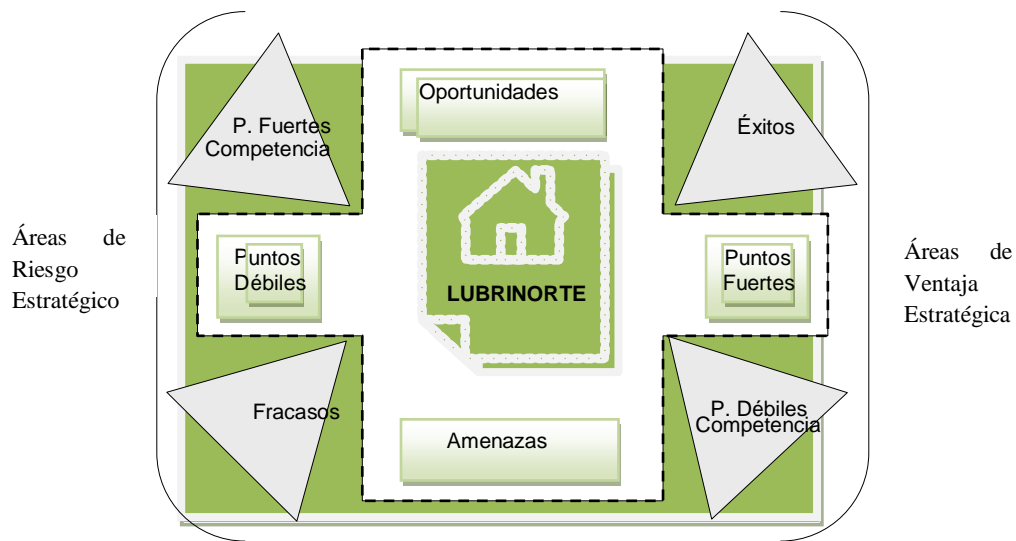 Oportunidades
P. Fuertes
Competencia
Éxitos
Áreas de
Riesgo
Estratégico
Puntos
Débiles
LUBRINORTE
Puntos
Fuertes
Áreas de
Ventaja
Estratégica
Fracasos
Amenazas
P. Débiles
Competencia